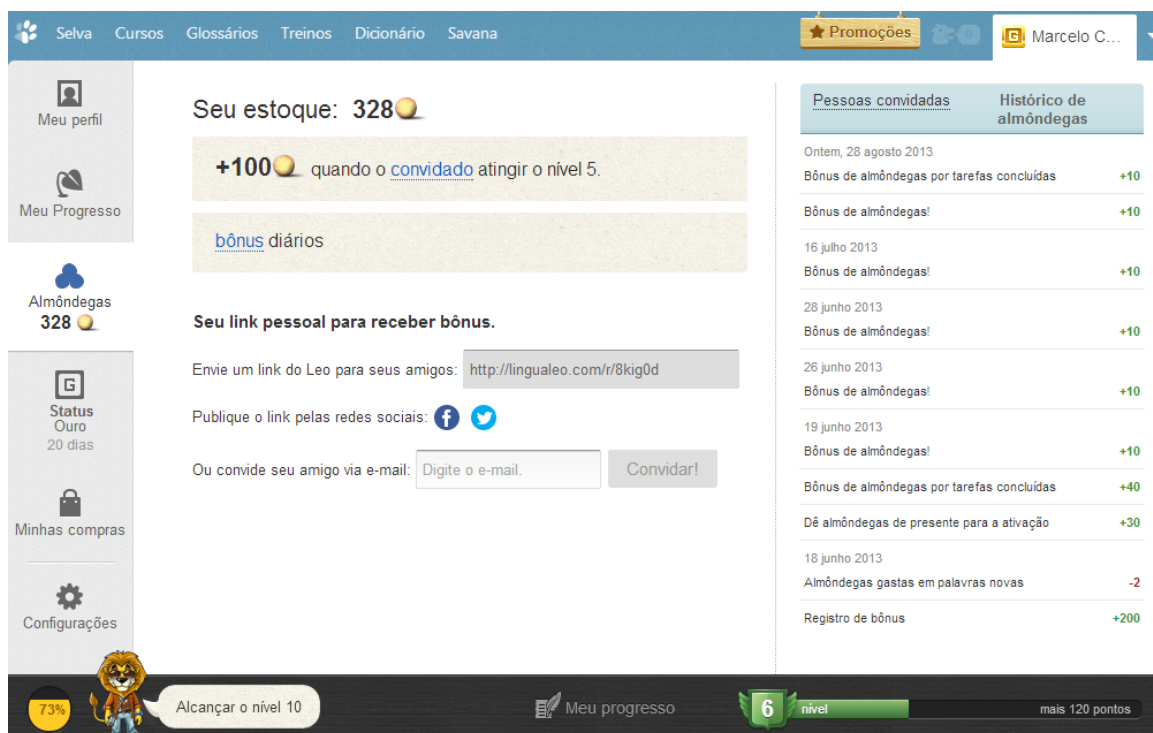 Selva Cursos Glossários Treinos Dicionário Savana
Promoções
0
G Marcelo C...
Meu perfil
Meu Progresso
Almôndegas
328
G
Status
Ouro
20 dias
Minhas compras
Configurações
Seu estoque: 328
+100 quando o convidado atingir o nível 5.
bônus diários
Seu link pessoal para receber bônus.
Envie um link do Leo para seus amigos: http://lingualeo.com/r/8kig0d
Publique o link pelas redes sociais:
Ou convide seu amigo via e-mail: Digite o e-mail. Convidar!
Pessoas convidadas
Histórico de
almôndegas
Ontem, 28 agosto 2013
Bônus de almôndegas por tarefas concluídas +10
Bônus de almôndegas! +10
16 julho 2013
Bônus de almôndegas! +10
28 junho 2013
Bônus de almôndegas! +10
26 junho 2013
Bônus de almôndegas! +10
19 junho 2013
Bônus de almôndegas! +10
Bônus de almôndegas por tarefas concluídas +40
Dê almôndegas de presente para a ativação +30
18 junho 2013
Almôndegas gastas em palavras novas -2
Registro de bônus +200
73%
Alcançar o nível 10
Meu progresso
6 nível mais 120 pontos